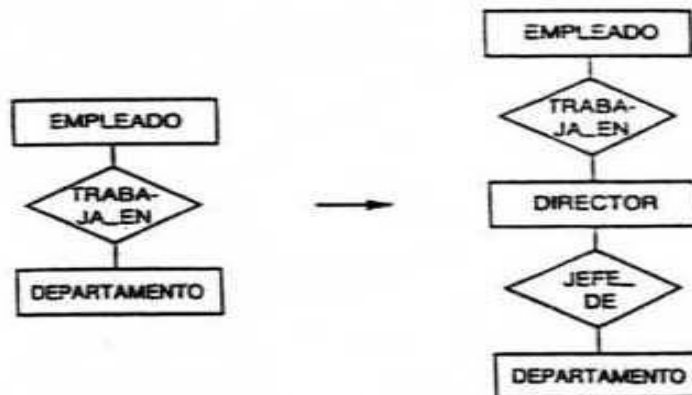 EMPLEADO
TRABA-
JA_EN
DEPARTAMENTO
EMPLEADO
TRABA-
JA_EN
DIRECTOR
JEFE_
DE
DEPARTAMENTO